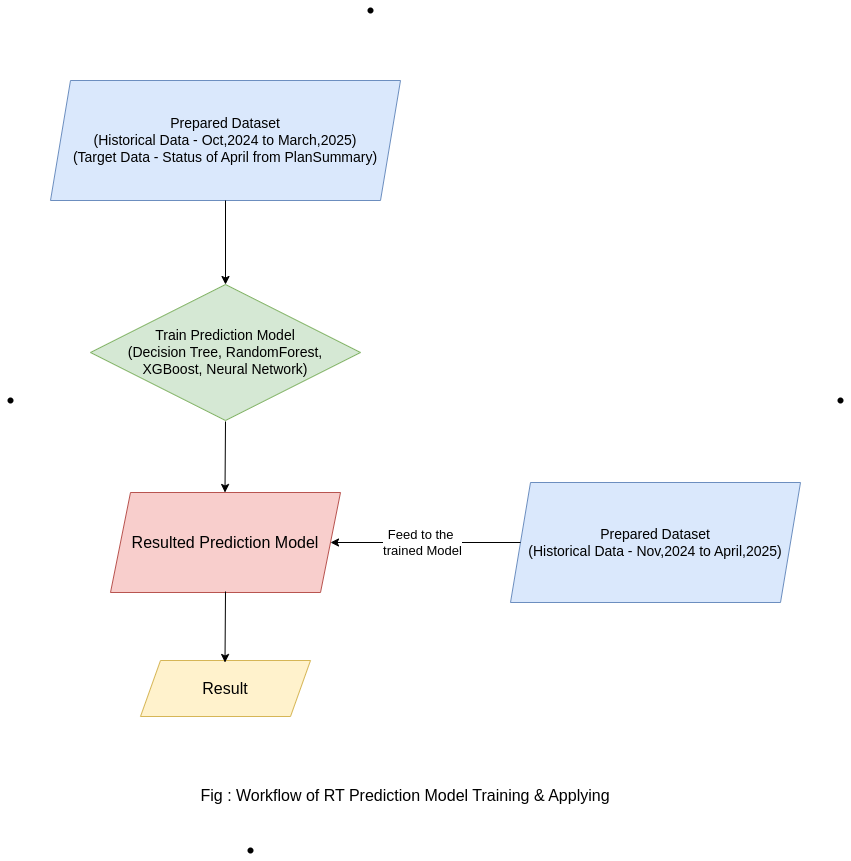 Prepared Dataset
(Historical Data - Oct,2024 to March,2025)
(Target Data - Status of April from PlanSummary)
Train Prediction Model
(Decision Tree, RandomForest,
XGBoost, Neural Network)
Resulted Prediction Model
Feed to the
trained Model
Prepared Dataset
(Historical Data - Nov,2024 to April,2025)
Result
Fig : Workflow of RT Prediction Model Training & Applying